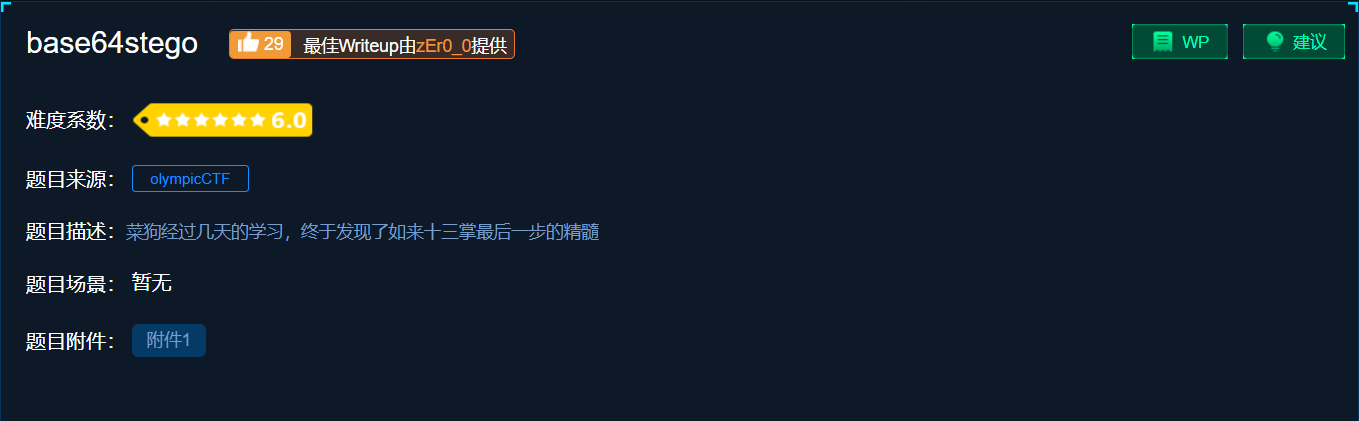 base64stego 29 最佳Writeup由zEr0_0提供 WP 建议
难度系数： 6.0
题目来源： olympicCTF
题目描述：菜狗经过几天的学习，终于发现了如来十三掌最后一步的精髓
题目场景： 暂无
题目附件： 附件1